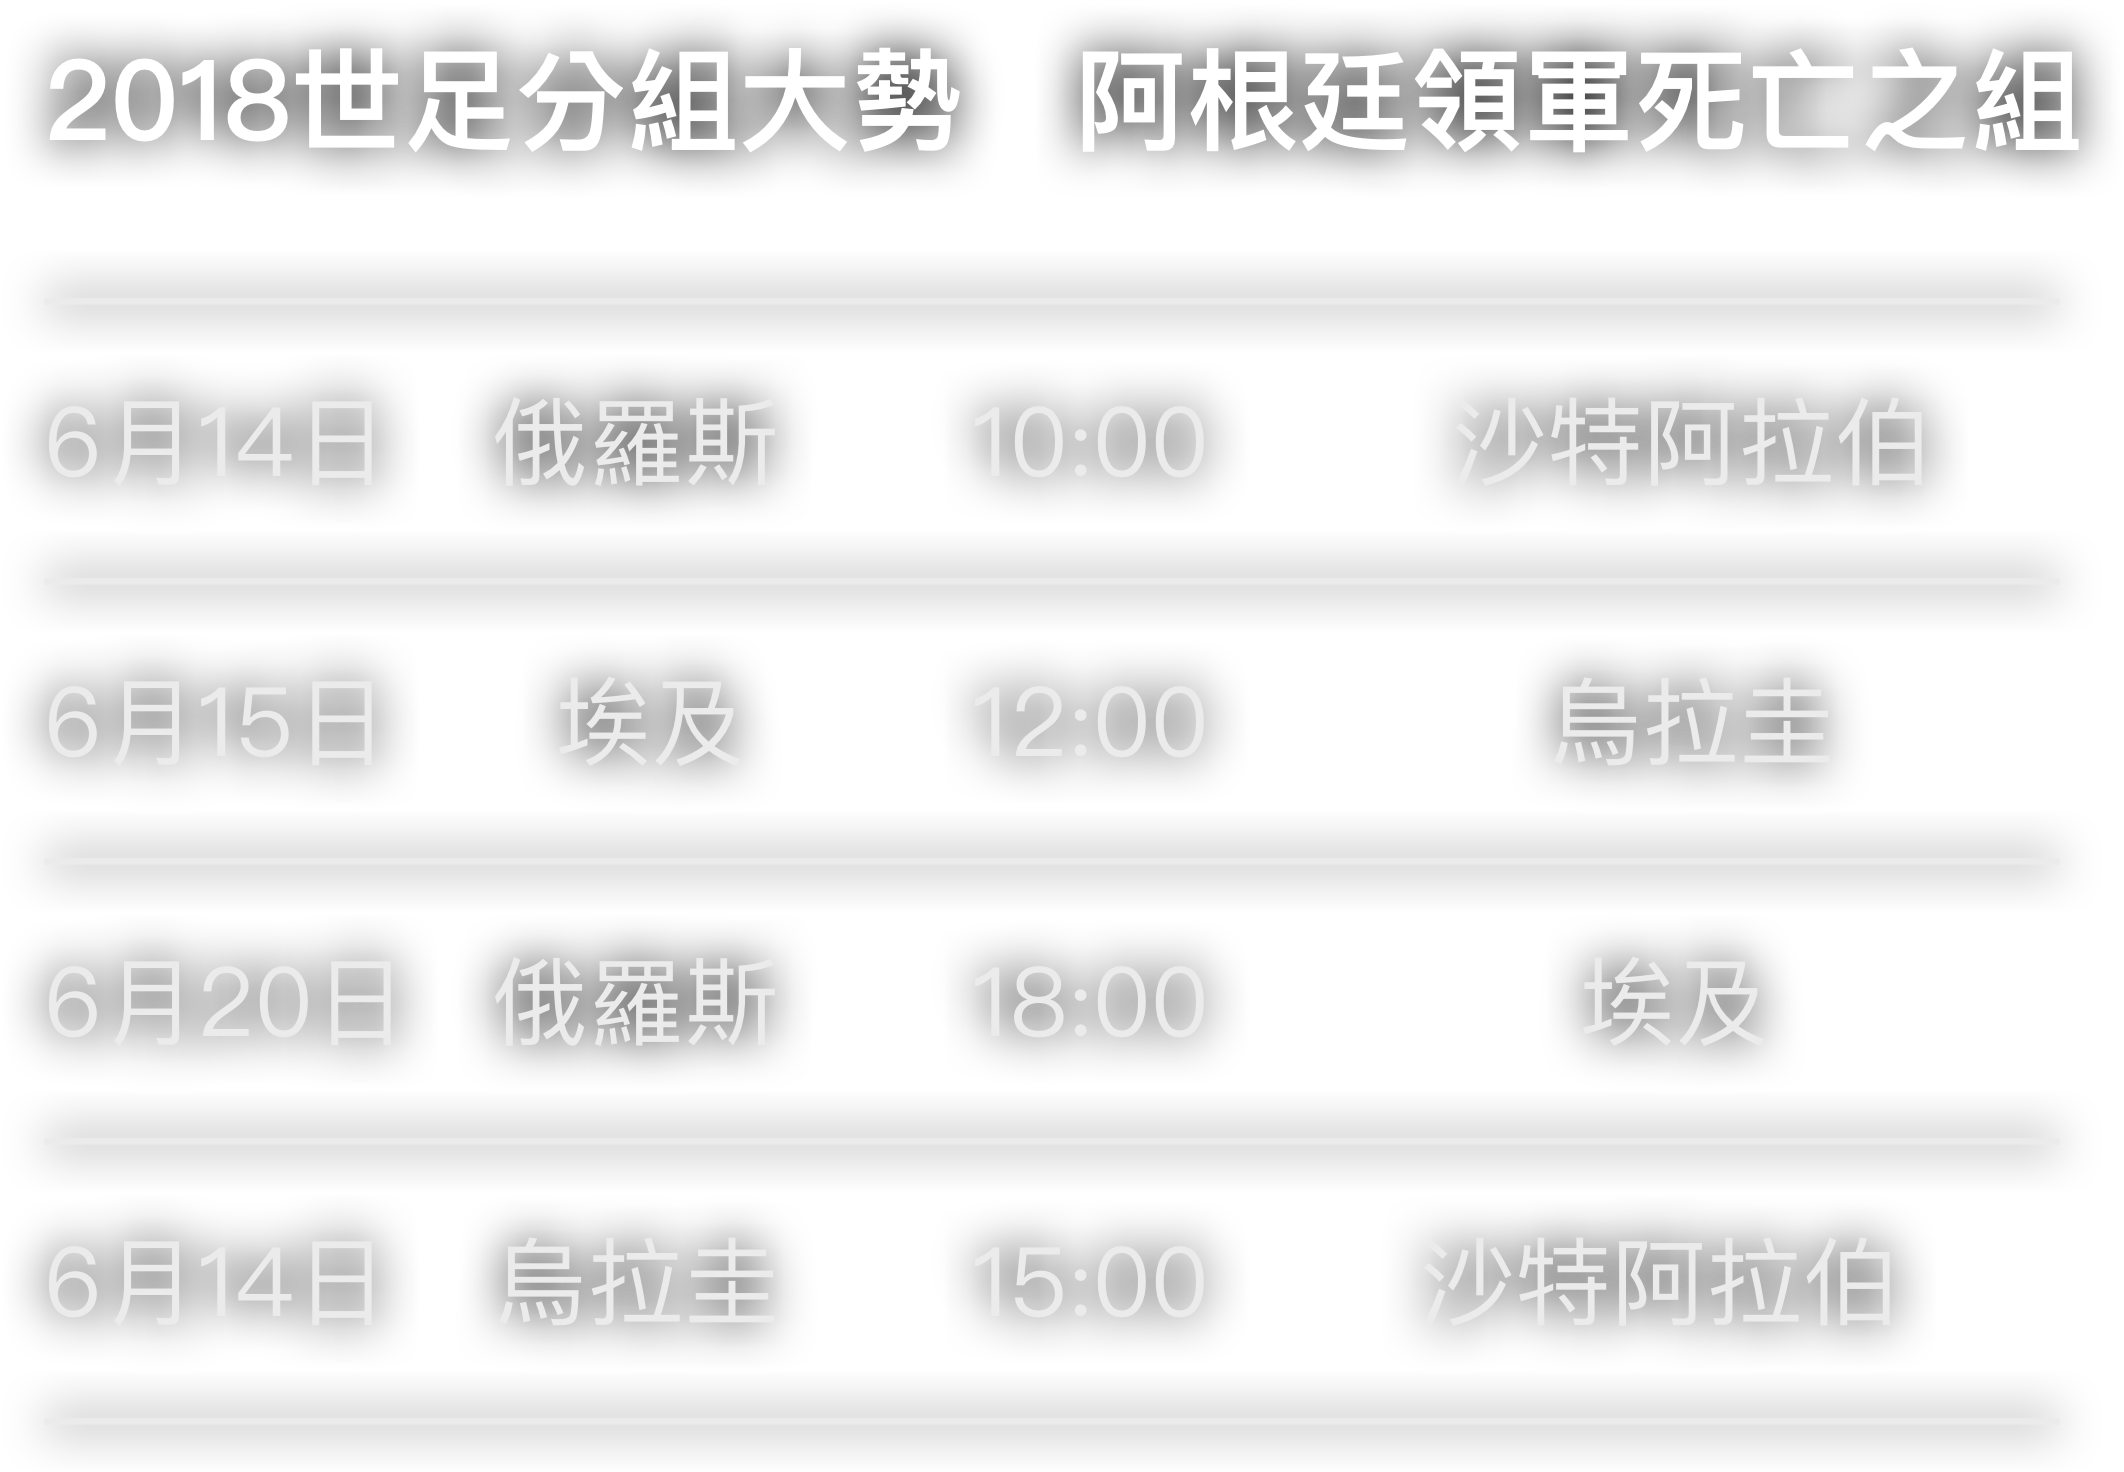 2018世足分組大勢　阿根廷領軍死亡之組
6月14日 俄羅斯 10:00 沙特阿拉伯
6月15日 埃及 12:00 烏拉圭
6月20日 俄羅斯 18:00 埃及
6月14日 烏拉圭 15:00 沙特阿拉伯